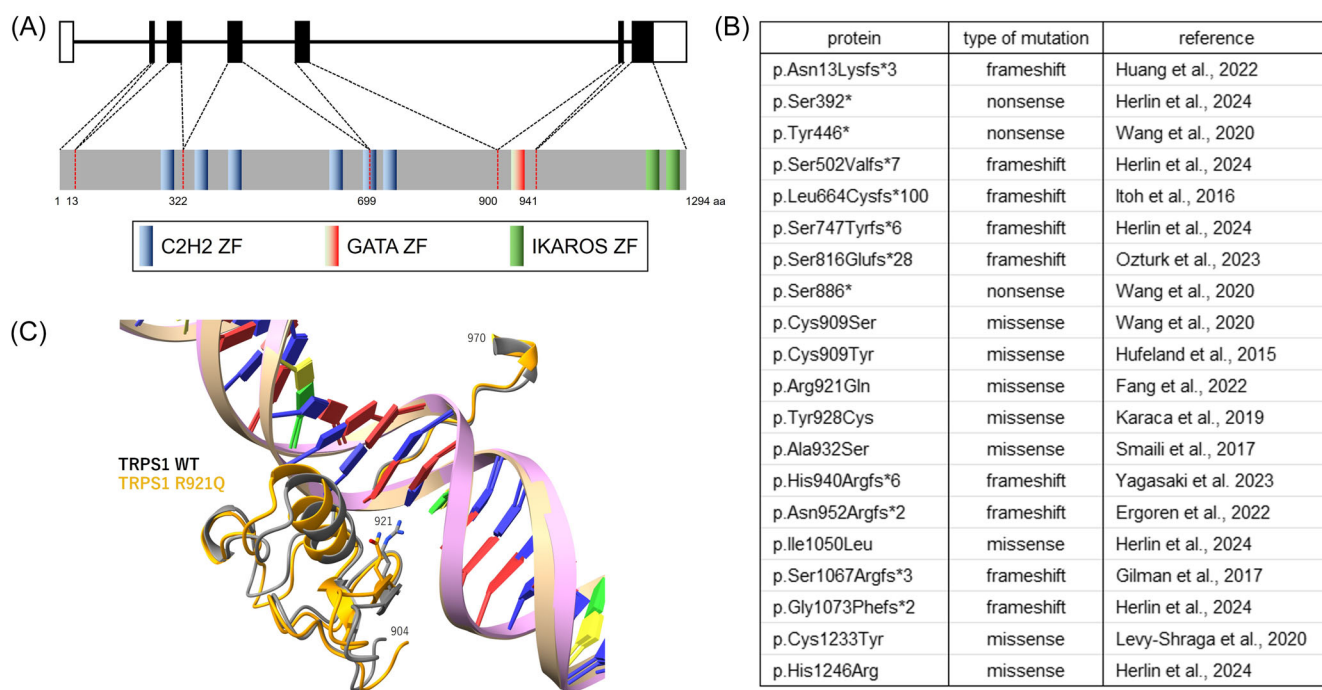 (A)
1 13 322 699 900 941 1294 aa
C2H2 ZF GATA ZF IKAROS ZF
(B)
protein type of mutation reference
p.Asn13Lysfs*3 frameshift Huang et al., 2022
p.Ser392* nonsense Herlin et al., 2024
p.Tyr446* nonsense Wang et al., 2020
p.Ser502Valfs*7 frameshift Herlin et al., 2024
p.Leu664Cysfs*100 frameshift Itoh et al., 2016
p.Ser747Tyrfs*6 frameshift Herlin et al., 2024
p.Ser816Glufs*28 frameshift Ozturk et al., 2023
p.Ser886* nonsense Wang et al., 2020
p.Cys909Ser missense Wang et al., 2020
p.Cys909Tyr missense Hufeland et al., 2015
p.Arg921Gln missense Fang et al., 2022
p.Tyr928Cys missense Karaca et al., 2019
p.Ala932Ser missense Smaili et al., 2017
p.His940Argfs*6 frameshift Yagasaki et al. 2023
p.Asn952Argfs*2 frameshift Ergoren et al., 2022
p.Ile1050Leu missense Herlin et al., 2024
p.Ser1067Argfs*3 frameshift Gilman et al., 2017
p.Gly1073Phefs*2 frameshift Herlin et al., 2024
p.Cys1233Tyr missense Levy-Shraga et al., 2020
p.His1246Arg missense Herlin et al., 2024
(C)
970
TRPS1 WT
TRPS1 R921Q
921
904